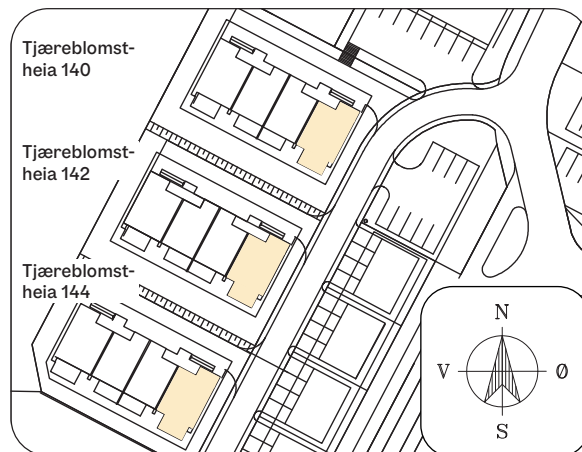 Tjæreblomst-
heia 140
Tjæreblomst-
heia 142
Tjæreblomst-
heia 144
N
V Ø
S